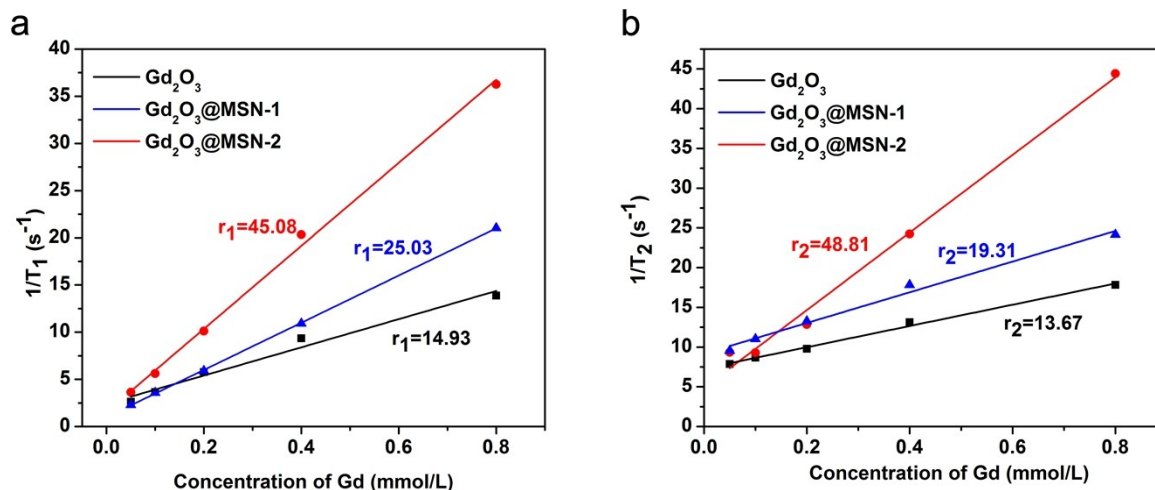 a
40
35
30
25
20
15
10
5
0
1/T₁ (s⁻¹)
Gd₂O₃
Gd₂O₃@MSN-1
Gd₂O₃@MSN-2
r₁=45.08
r₁=25.03
r₁=14.93
0.0 0.2 0.4 0.6 0.8
Concentration of Gd (mmol/L)
b
45
40
35
30
25
20
15
10
5
0
1/T₂ (s⁻¹)
Gd₂O₃
Gd₂O₃@MSN-1
Gd₂O₃@MSN-2
r₂=48.81
r₂=19.31
r₂=13.67
0.0 0.2 0.4 0.6 0.8
Concentration of Gd (mmol/L)